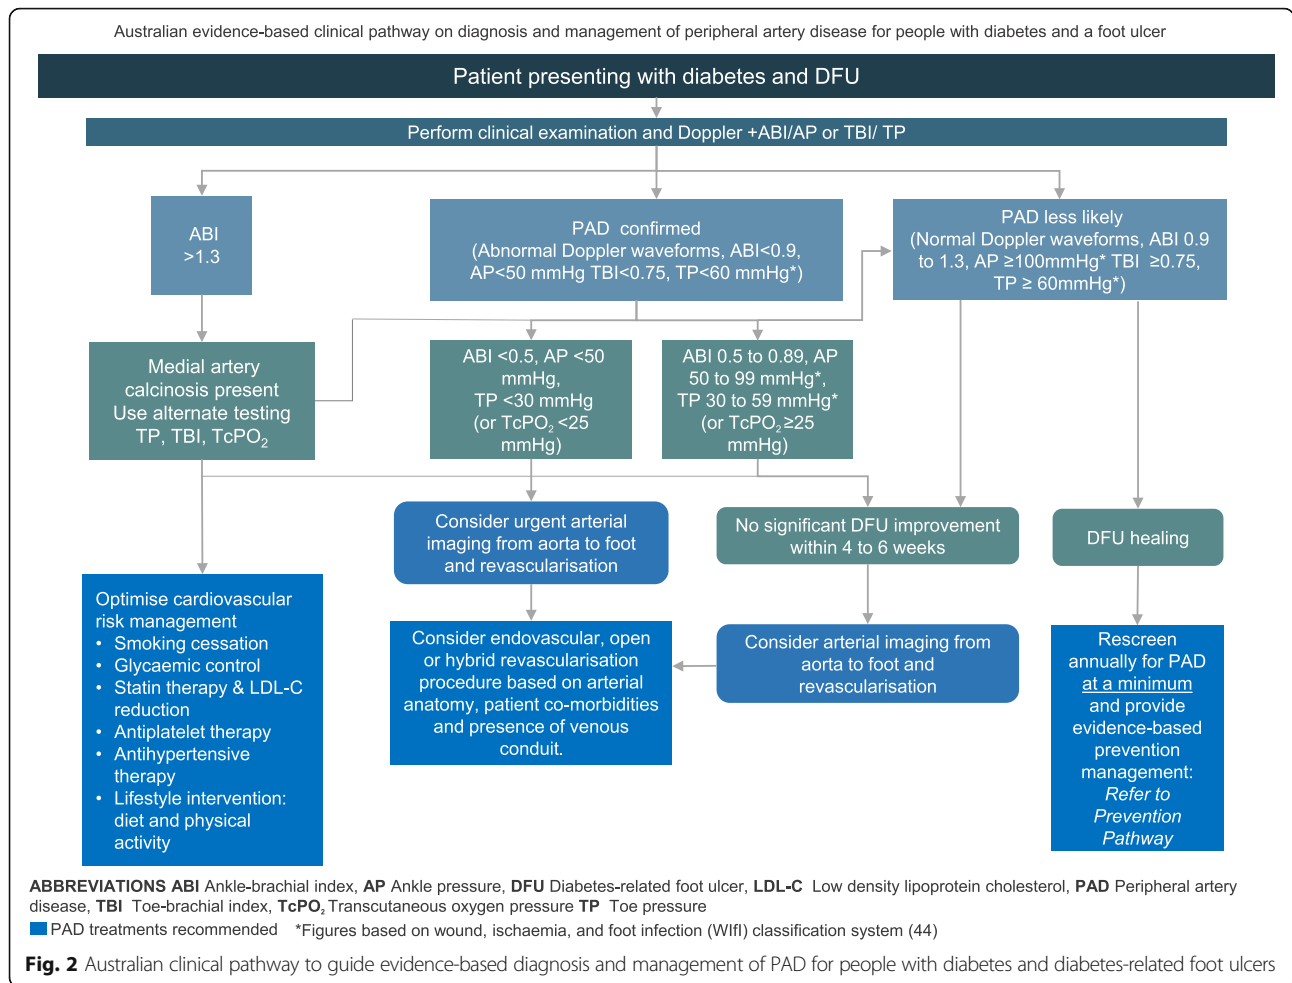 Australian evidence-based clinical pathway on diagnosis and management of peripheral artery disease for people with diabetes and a foot ulcer
Patient presenting with diabetes and DFU
Perform clinical examination and Doppler +ABI/AP or TBI/ TP
ABI
>1.3
PAD confirmed
(Abnormal Doppler waveforms, ABI<0.9,
AP<50 mmHg TBI<0.75, TP<60 mmHg*)
PAD less likely
(Normal Doppler waveforms, ABI 0.9
to 1.3, AP ≥100mmHg* TBI ≥0.75,
TP ≥ 60mmHg*)
Medial artery
calcinosis present
Use alternate testing
TP, TBI, TcPO2
ABI <0.5, AP <50
mmHg,
TP <30 mmHg
(or TcPO2 <25
mmHg)
ABI 0.5 to 0.89, AP
50 to 99 mmHg*,
TP 30 to 59 mmHg*
(or TcPO2 ≥25
mmHg)
Consider urgent arterial
imaging from aorta to foot
and revascularisation
No significant DFU improvement
within 4 to 6 weeks
DFU healing
Optimise cardiovascular
risk management
• Smoking cessation
• Glycaemic control
• Statin therapy & LDL-C
reduction
• Antiplatelet therapy
• Antihypertensive
therapy
• Lifestyle intervention:
diet and physical
activity
Consider endovascular, open
or hybrid revascularisation
procedure based on arterial
anatomy, patient co-morbidities
and presence of venous
conduit.
Consider arterial imaging from
aorta to foot and
revascularisation
Rescreen
annually for PAD
at a minimum
and provide
evidence-based
prevention
management:
Refer to
Prevention
Pathway
ABBREVIATIONS ABI Ankle-brachial index, AP Ankle pressure, DFU Diabetes-related foot ulcer, LDL-C Low density lipoprotein cholesterol, PAD Peripheral artery
disease, TBI Toe-brachial index, TcPO2 Transcutaneous oxygen pressure TP Toe pressure
PAD treatments recommended *Figures based on wound, ischaemia, and foot infection (WIfI) classification system (44)
Fig. 2 Australian clinical pathway to guide evidence-based diagnosis and management of PAD for people with diabetes and diabetes-related foot ulcers